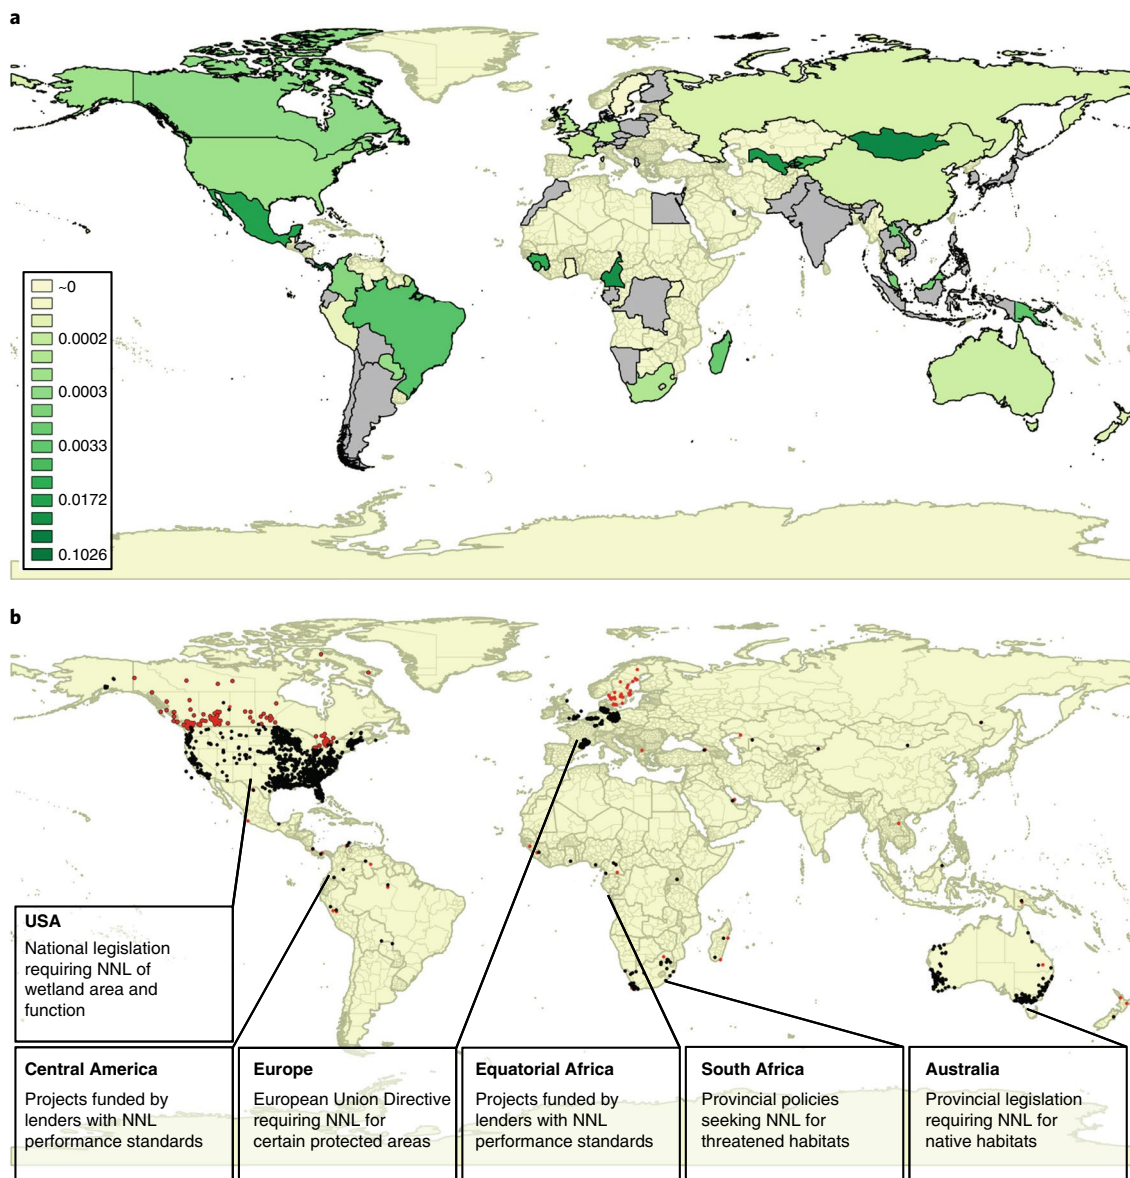 a
~0
0.0002
0.0003
0.0033
0.0172
0.1026
b
USA
National legislation
requiring NNL of
wetland area and
function
Central America
Projects funded by
lenders with NNL
performance standards
Europe
European Union Directive
requiring NNL for
certain protected areas
Equatorial Africa
Projects funded by
lenders with NNL
performance standards
South Africa
Provincial policies
seeking NNL for
threatened habitats
Australia
Provincial legislation
requiring NNL for
native habitats